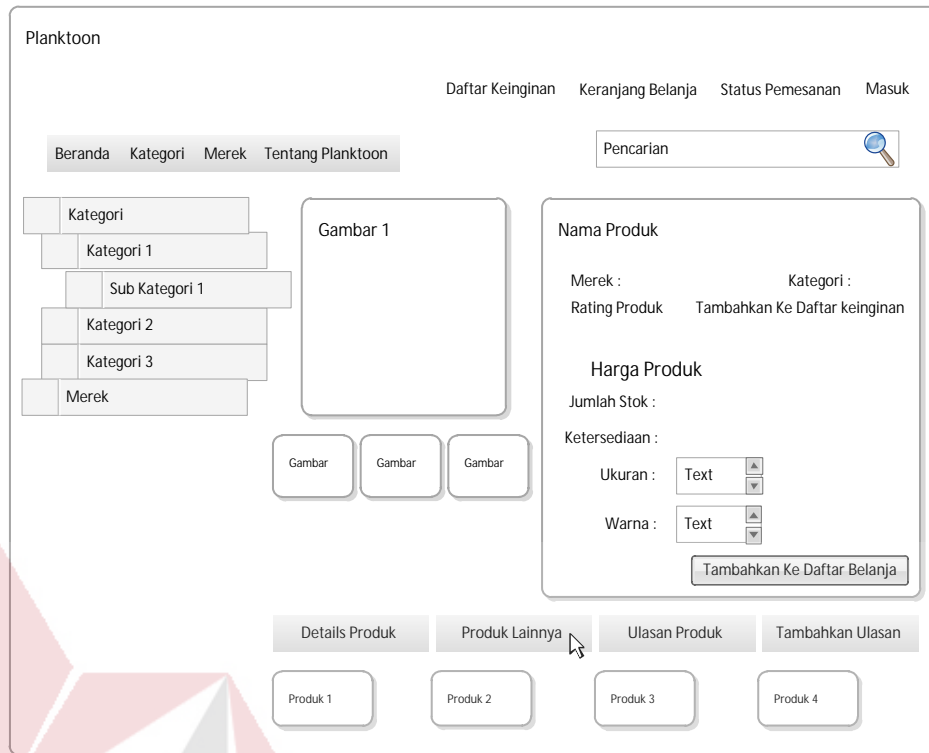 Planktoon
Daftar Keinginan Keranjang Belanja Status Pemesanan Masuk
Beranda Kategori Merek Tentang Planktoon
Pencarian
Kategori
Kategori 1
Sub Kategori 1
Kategori 2
Kategori 3
Merek
Gambar 1
Gambar Gambar Gambar
Nama Produk
Merek : Kategori :
Rating Produk Tambahkan Ke Daftar keinginan
Harga Produk
Jumlah Stok :
Ketersediaan :
Ukuran : Text
Warna : Text
Tambahkan Ke Daftar Belanja
Details Produk Produk Lainnya Ulasan Produk Tambahkan Ulasan
Produk 1 Produk 2 Produk 3 Produk 4